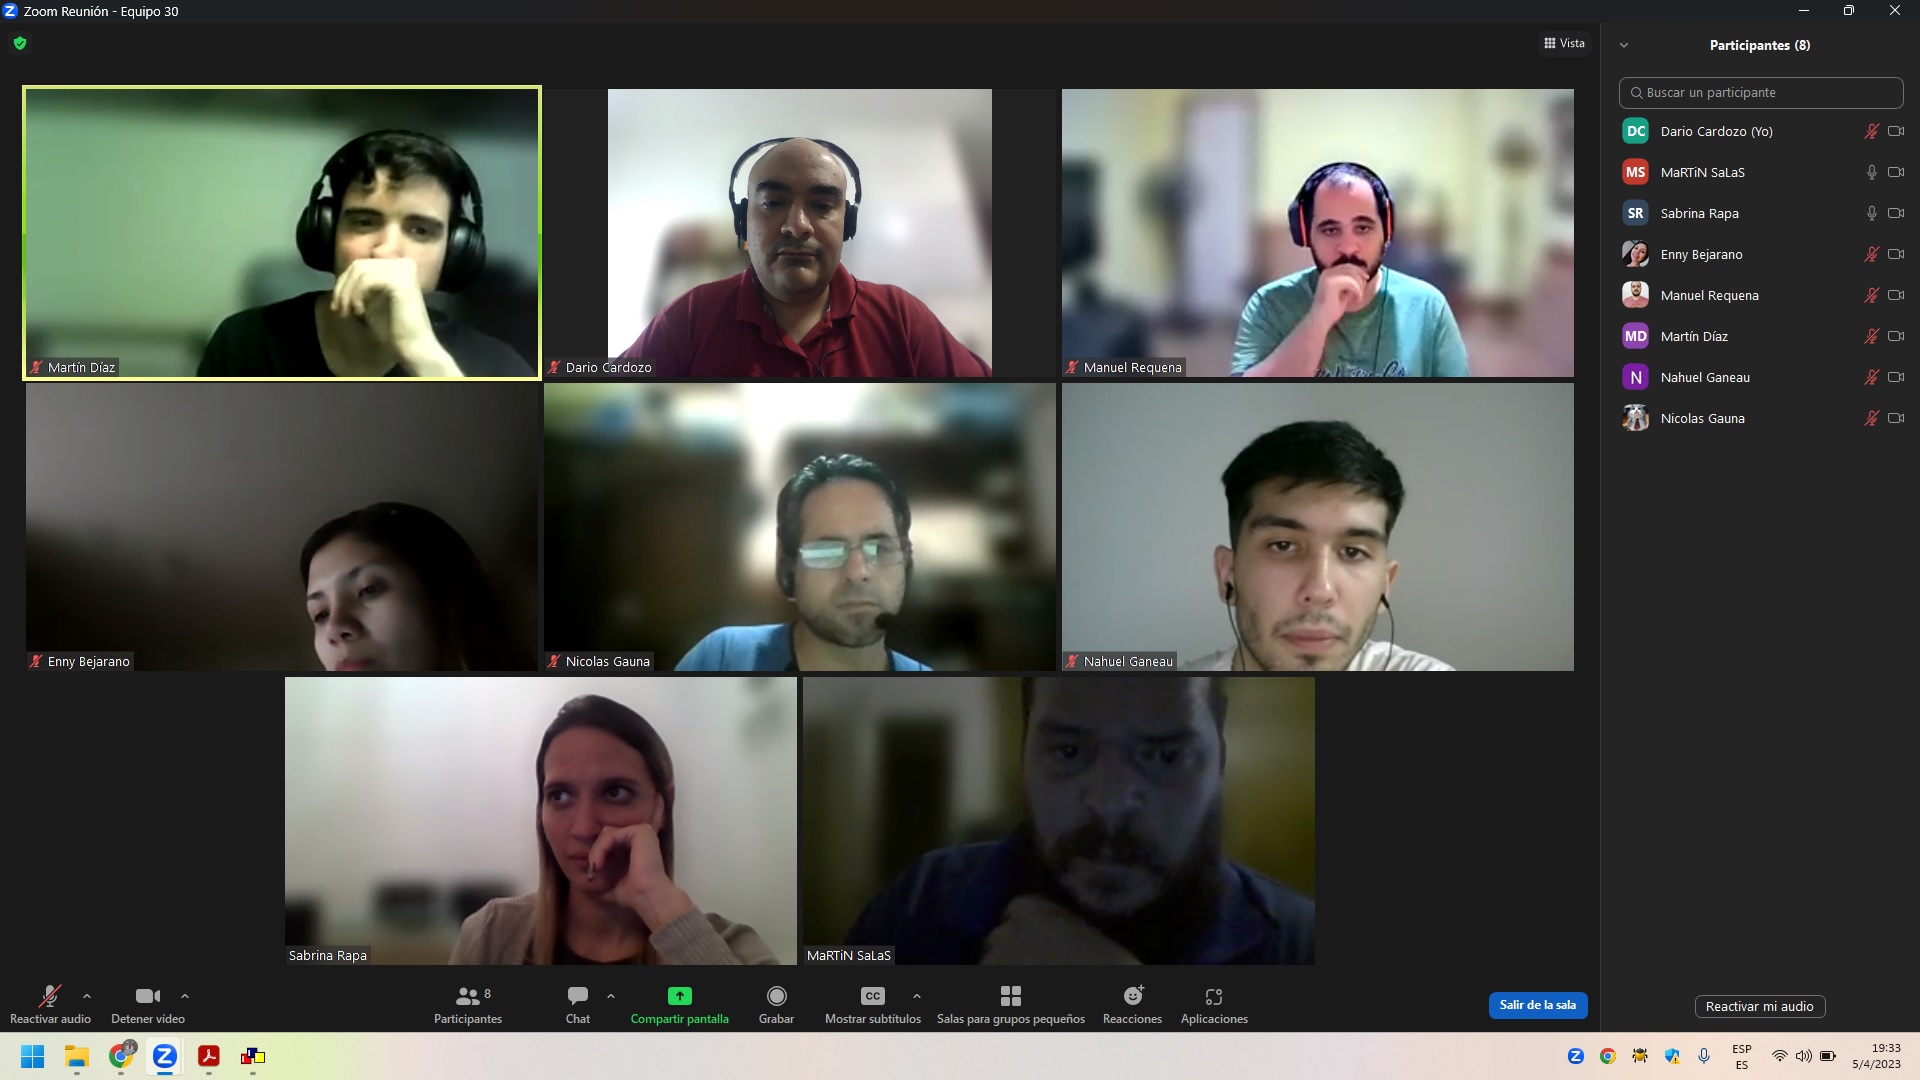 Zoom Reunión - Equipo 30
Vista
Participantes (8)
Buscar un participante
DC Dario Cardozo (Yo)
MS MaRTiN SaLaS
SR Sabrina Rapa
Enny Bejarano
Manuel Requena
MD Martín Díaz
N Nahuel Ganeau
Nicolas Gauna
Martín Díaz
Dario Cardozo
Manuel Requena
Enny Bejarano
Nicolas Gauna
Nahuel Ganeau
Sabrina Rapa
MaRTiN SaLaS
Reactivar audio
Detener vídeo
8
Participantes
Chat
Compartir pantalla
Grabar
CC
Mostrar subtítulos
Salas para grupos pequeños
Reacciones
Aplicaciones
Salir de la sala
Reactivar mi audio
ESP
ES
19:33
5/4/2023